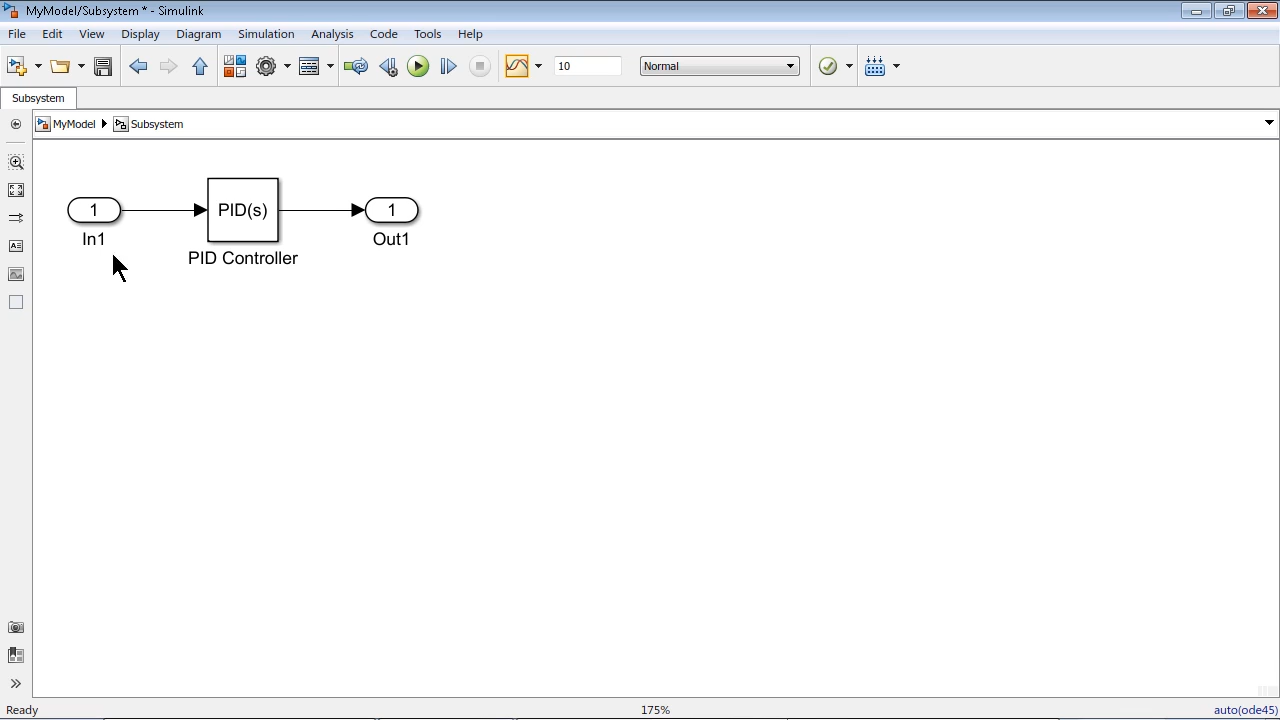 MyModel/Subsystem * - Simulink
File Edit View Display Diagram Simulation Analysis Code Tools Help
10 Normal
Subsystem
MyModel Subsystem
1 PID(s) 1
In1 Out1
PID Controller
Ready 175% auto(ode45)